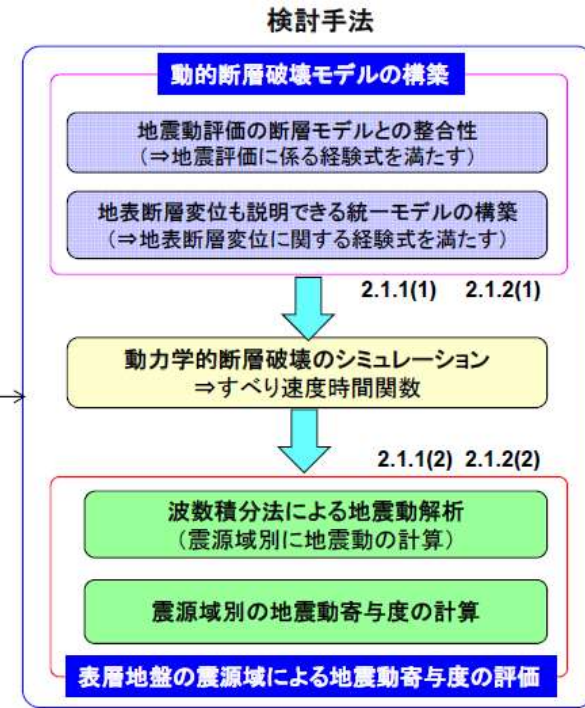 検討手法
動的断層破壊モデルの構築
地震動評価の断層モデルとの整合性
(⇒地震評価に係る経験式を満たす)
地表断層変位も説明できる統一モデルの構築
(⇒地表断層変位に関する経験式を満たす)
2.1.1(1) 2.1.2(1)
動力学的断層破壊のシミュレーション
⇒すべり速度時間関数
2.1.1(2) 2.1.2(2)
波数積分法による地震動解析
(震源域別に地震動の計算)
震源域別の地震動寄与度の計算
表層地盤の震源域による地震動寄与度の評価